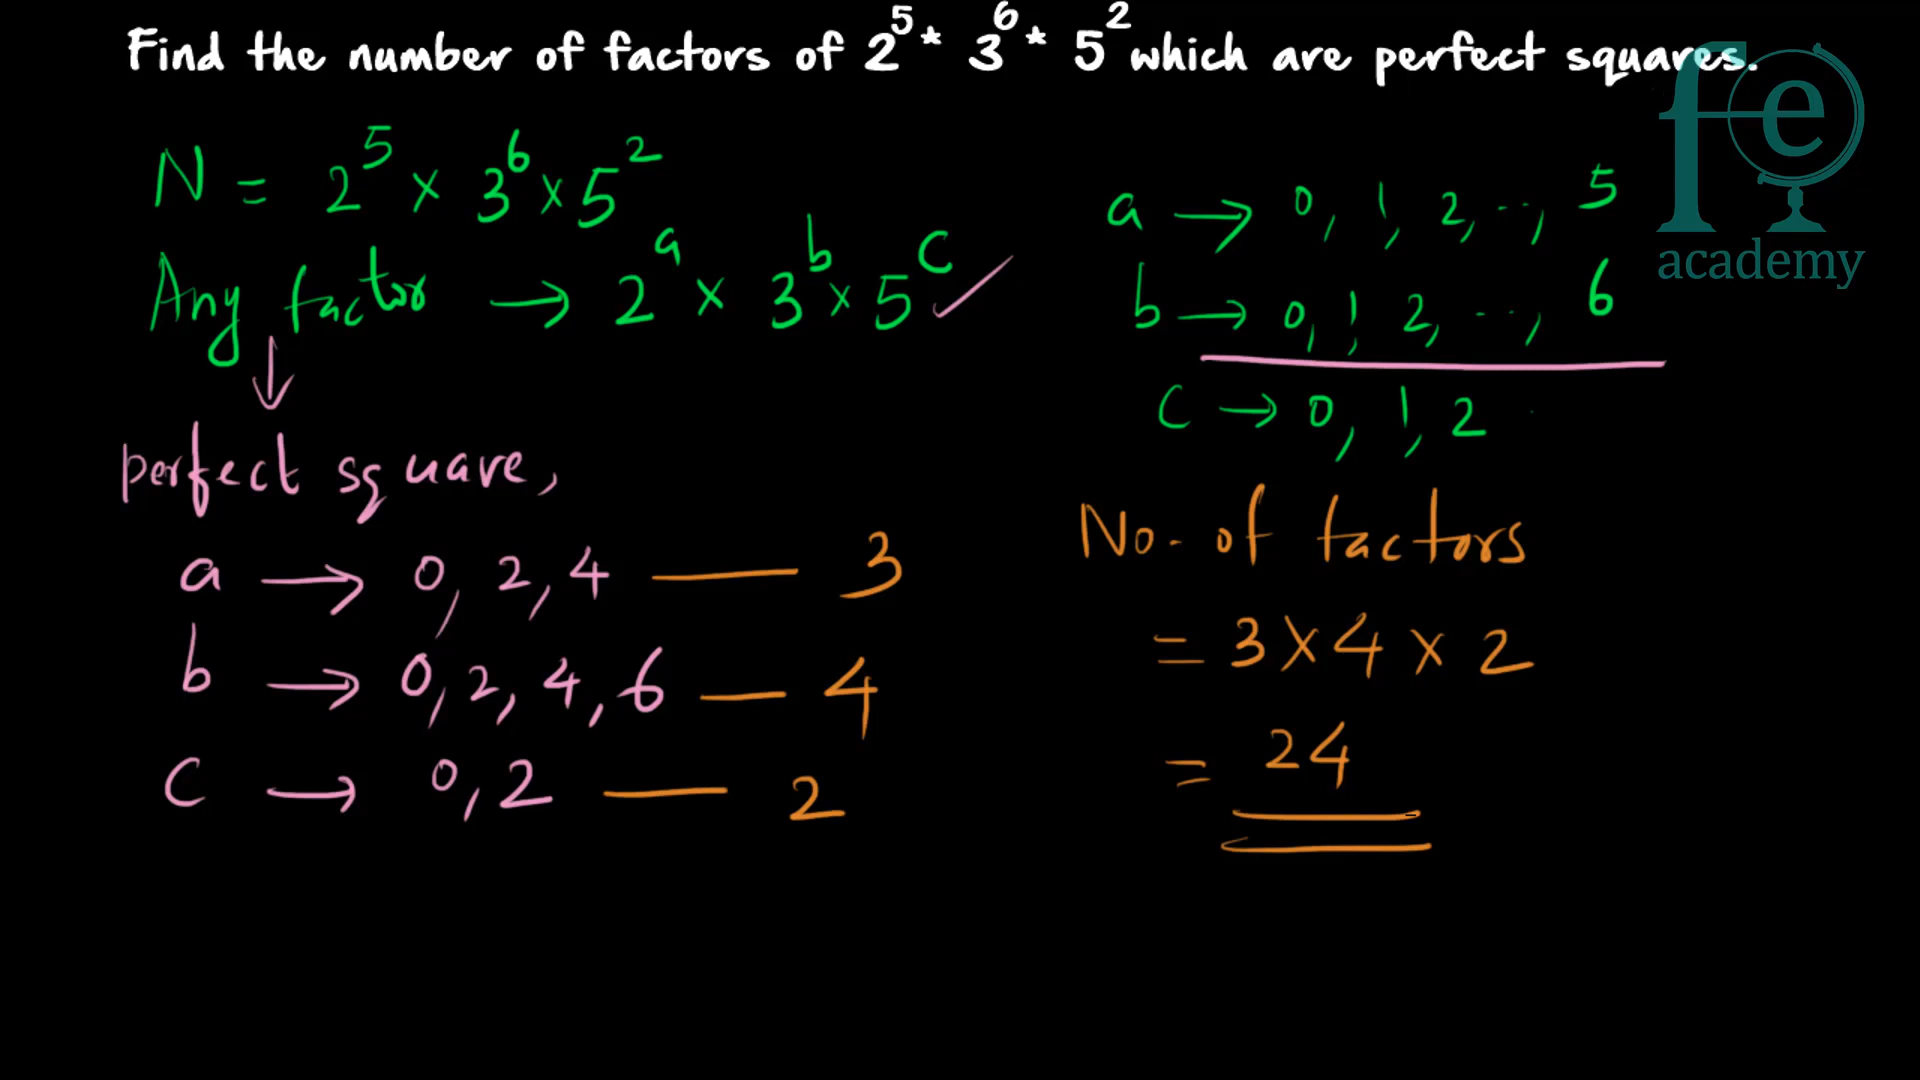 Find the number of factors of 2^5 * 3^6 * 5^2 which are perfect squares.
fe
academy
N = 2^5 × 3^6 × 5^2
Any factor → 2^a × 3^b × 5^c ✓
a → 0, 1, 2, .., 5
b → 0, 1, 2, .., 6
c → 0, 1, 2
↓
perfect square,
a → 0, 2, 4 — 3
b → 0, 2, 4, 6 — 4
c → 0, 2 — 2
No. of factors
= 3 × 4 × 2
= 24